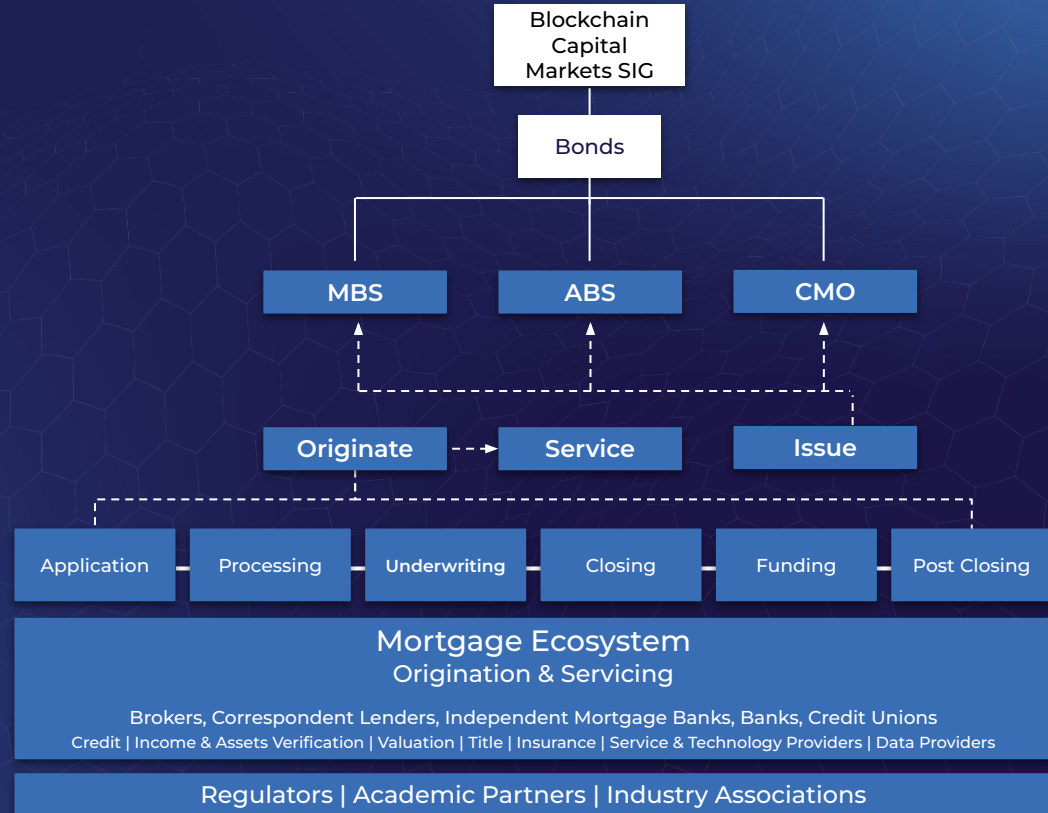 Blockchain
Capital
Markets SIG
Bonds
MBS
ABS
CMO
Originate
Service
Issue
Application
Processing
Underwriting
Closing
Funding
Post Closing
Mortgage Ecosystem
Origination & Servicing
Brokers, Correspondent Lenders, Independent Mortgage Banks, Banks, Credit Unions
Credit | Income & Assets Verification | Valuation | Title | Insurance | Service & Technology Providers | Data Providers
Regulators | Academic Partners | Industry Associations